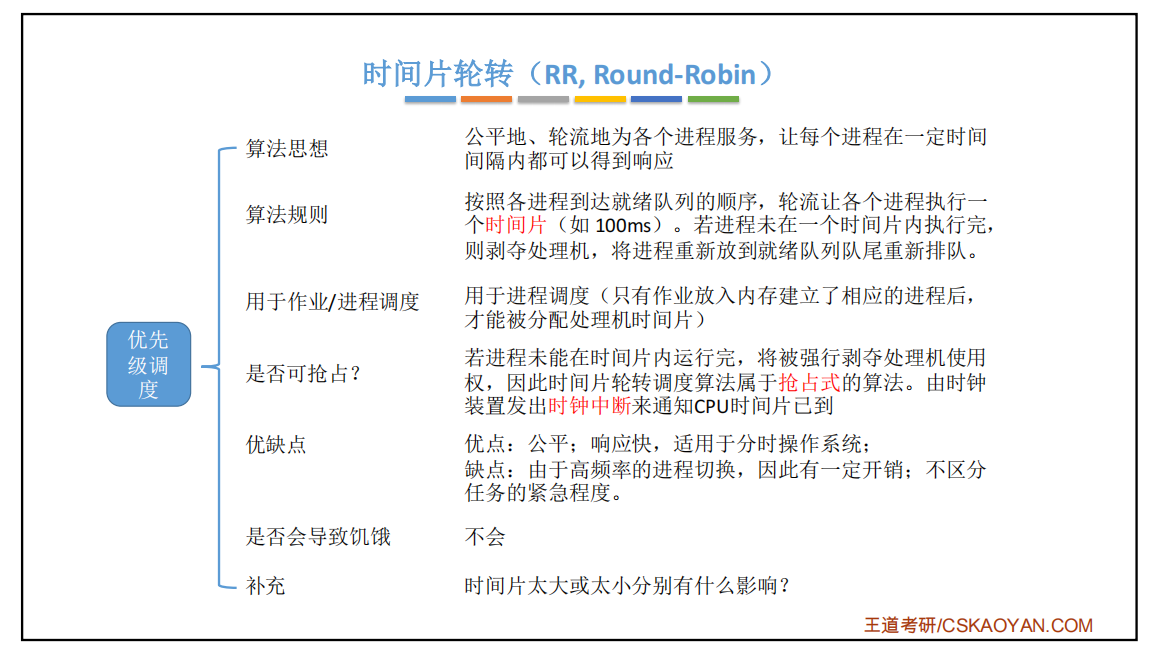 时间片轮转（RR, Round-Robin）
算法思想
公平地、轮流地为各个进程服务，让每个进程在一定时间
间隔内都可以得到响应
算法规则
按照各进程到达就绪队列的顺序，轮流让各个进程执行一
个时间片（如 100ms）。若进程未在一个时间片内执行完，
则剥夺处理机，将进程重新放到就绪队列队尾重新排队。
用于作业/进程调度
用于进程调度（只有作业放入内存建立了相应的进程后，
才能被分配处理机时间片）
优先
级调
度
是否可抢占？
若进程未能在时间片内运行完，将被强行剥夺处理机使用
权，因此时间片轮转调度算法属于抢占式的算法。由时钟
装置发出时钟中断来通知CPU时间片已到
优缺点
优点：公平；响应快，适用于分时操作系统；
缺点：由于高频率的进程切换，因此有一定开销；不区分
任务的紧急程度。
是否会导致饥饿
不会
补充
时间片太大或太小分别有什么影响？
王道考研/CSKAOYAN.COM